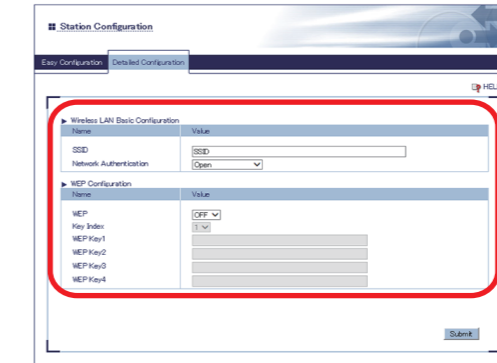 Station Configuration
Easy Configuration Detailed Configuration
HEL
Wireless LAN Basic Configuration
Name Value
SSID SSID
Network Authentication Open
WEP Configuration
Name Value
WEP OFF
Key Index 1
WEP Key1
WEP Key2
WEP Key3
WEP Key4
Submit